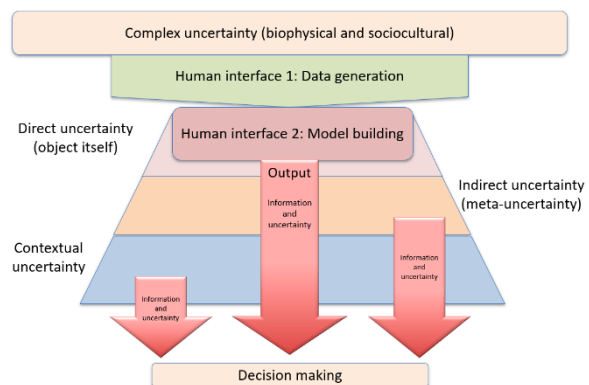 Complex uncertainty (biophysical and sociocultural)
Human interface 1: Data generation
Direct uncertainty
(object itself)
Human interface 2: Model building
Output
Information
and
uncertainty
Indirect uncertainty
(meta-uncertainty)
Contextual
uncertainty
Information
and
uncertainty
Information
and
uncertainty
Decision making